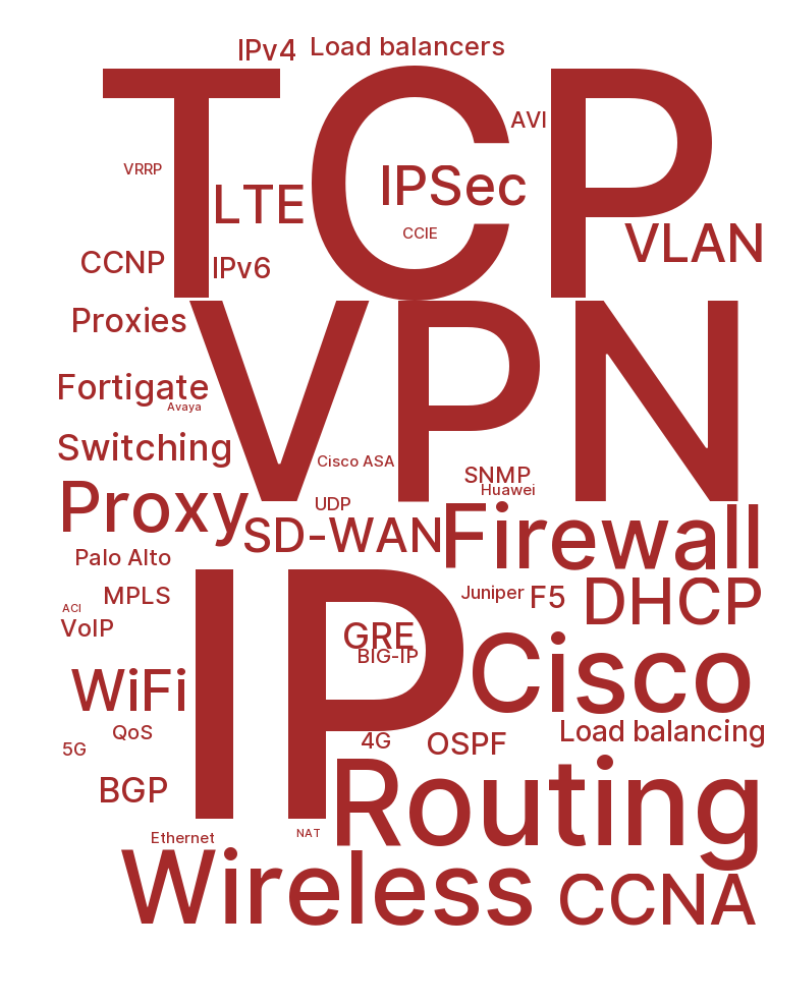 IPv4
Load balancers
TCP
AVI
VRRP
IPSec
LTE
CCIE
VLAN
CCNP
IPv6
Proxies
VPN
Fortigate
Avaya
Switching
Cisco ASA
SNMP
Huawei
Proxy
UDP
SD-WAN
Firewall
Palo Alto
MPLS
Juniper
F5
DHCP
ACI
VoIP
IP
GRE
BIG-IP
Cisco
WiFi
QoS
Load balancing
5G
4G
OSPF
BGP
Routing
Ethernet
NAT
Wireless
CCNA